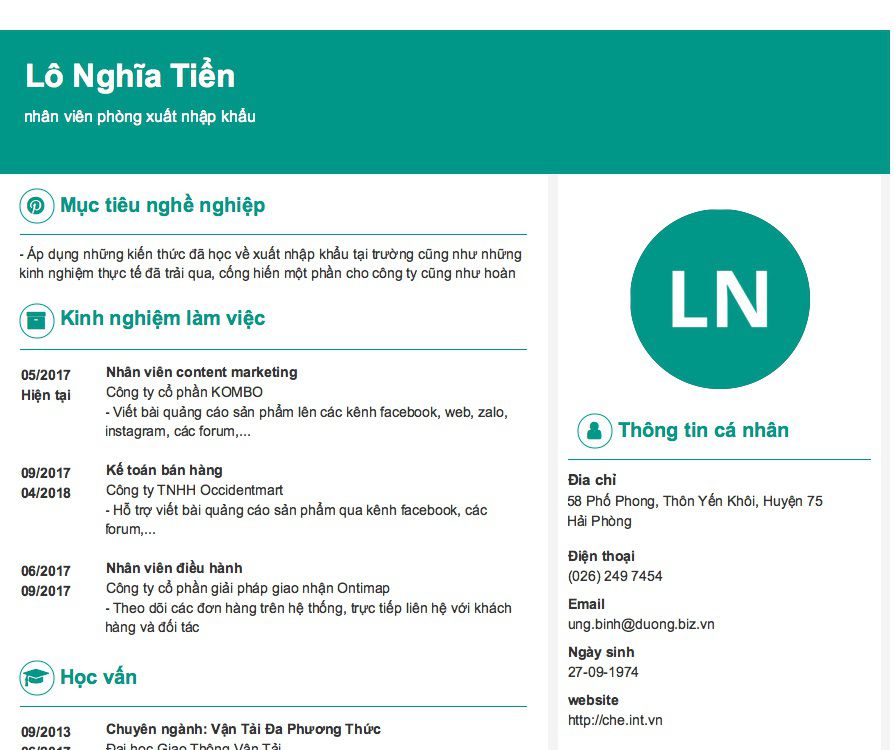 Lô Nghĩa Tiển
nhân viên phòng xuất nhập khẩu
Mục tiêu nghề nghiệp
- Áp dụng những kiến thức đã học về xuất nhập khẩu tại trường cũng như những
kinh nghiệm thực tế đã trải qua, cống hiến một phần cho công ty cũng như hoàn
Kinh nghiệm làm việc
05/2017
Hiện tại
Nhân viên content marketing
Công ty cổ phần KOMBO
- Viết bài quảng cáo sản phẩm lên các kênh facebook, web, zalo,
instagram, các forum,...
09/2017
04/2018
Kế toán bán hàng
Công ty TNHH Occidentmart
- Hỗ trợ viết bài quảng cáo sản phẩm qua kênh facebook, các
forum,...
06/2017
09/2017
Nhân viên điều hành
Công ty cổ phần giải pháp giao nhận Ontimap
- Theo dõi các đơn hàng trên hệ thống, trực tiếp liên hệ với khách
hàng và đối tác
Học vấn
09/2013
06/2017
Chuyên ngành: Vận Tải Đa Phương Thức
Đại học Giao Thông Vận Tải
LN
Thông tin cá nhân
Đia chỉ
58 Phố Phong, Thôn Yến Khôi, Huyện 75
Hải Phòng
Điện thoại
(026) 249 7454
Email
ung.binh@duong.biz.vn
Ngày sinh
27-09-1974
website
http://che.int.vn